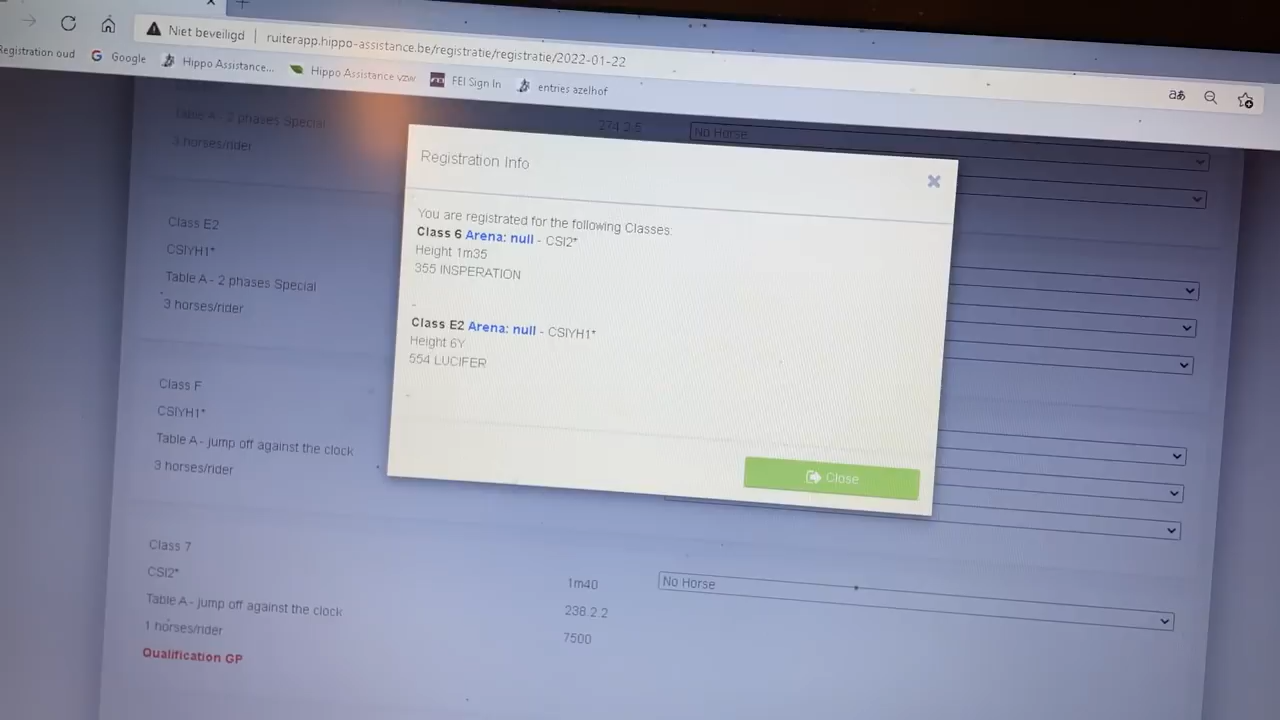 Niet beveiligd
ruiterapp.hippo-assistance.be/registratie/registratie/2022-01-22
Registration oud
Google
Hippo Assistance...
Hippo Assistance vzw
FEI Sign In
entries azelhof
Table A - 2 phases Special
274.2.5
No Horse
3 horses/rider
Class E2
CSIYH1*
Table A - 2 phases Special
3 horses/rider
Class F
CSIYH1*
Table A - jump off against the clock
3 horses/rider
Registration Info
You are registrated for the following Classes:
Class 6 Arena: null - CSI2*
Height 1m35
355 INSPERATION
-
Class E2 Arena: null - CSIYH1*
Height 6Y
554 LUCIFER
-
Close
Class 7
CSI2*
1m40
No Horse
Table A - jump off against the clock
238.2.2
1 horses/rider
7500
Qualification GP